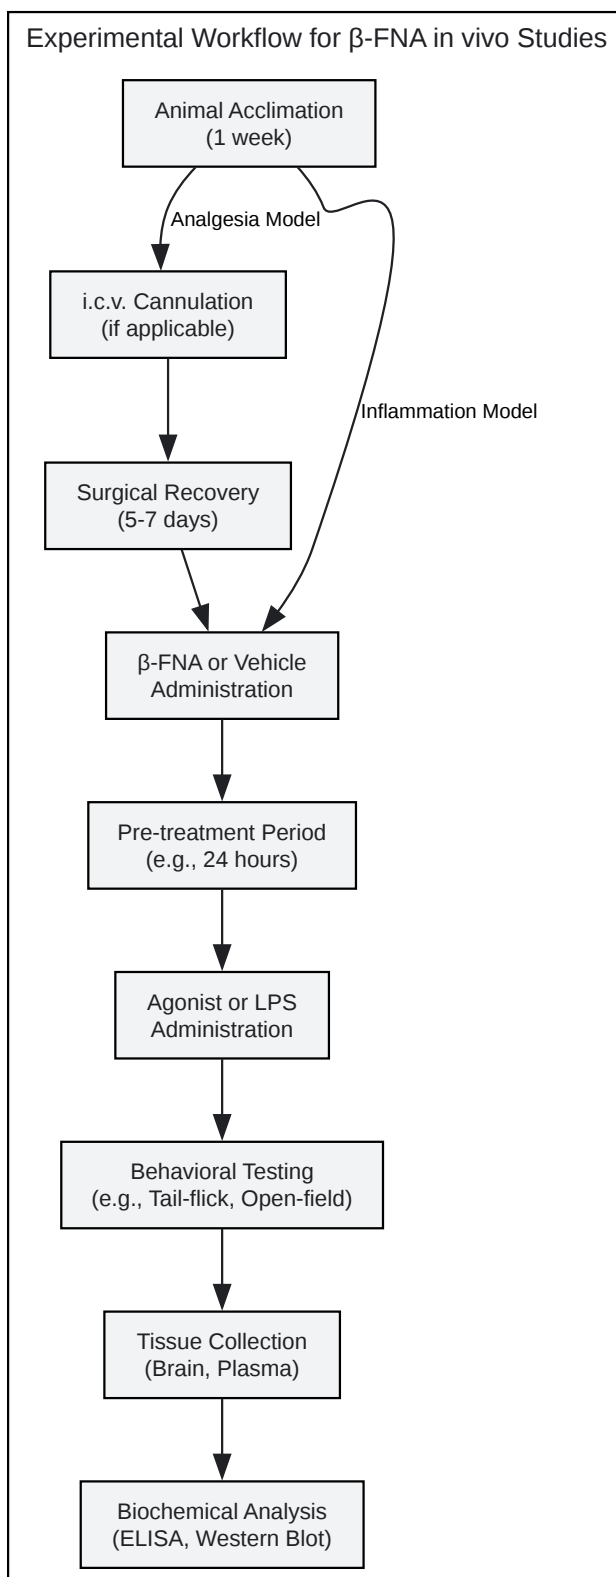 Experimental Workflow for β-FNA in vivo Studies
Animal Acclimation
(1 week)
Analgesia Model
i.c.v. Cannulation
(if applicable)
Inflammation Model
Surgical Recovery
(5-7 days)
β-FNA or Vehicle
Administration
Pre-treatment Period
(e.g., 24 hours)
Agonist or LPS
Administration
Behavioral Testing
(e.g., Tail-flick, Open-field)
Tissue Collection
(Brain, Plasma)
Biochemical Analysis
(ELISA, Western Blot)